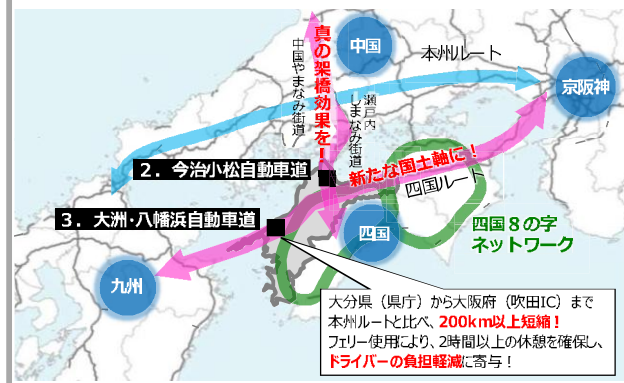 中国
本州ルート
京阪神
真の架橋効果を！
中国やまなみ街道
瀬戸内
しまなみ街道
２．今治小松自動車道
新たな国土軸に！
四国ルート
３．大洲・八幡浜自動車道
四国
四国８の字
ネットワーク
九州
大分県（県庁）から大阪府（吹田IC）まで
本州ルートと比べ、200km以上短縮！
フェリー使用により、2時間以上の休憩を確保し、
ドライバーの負担軽減に寄与！